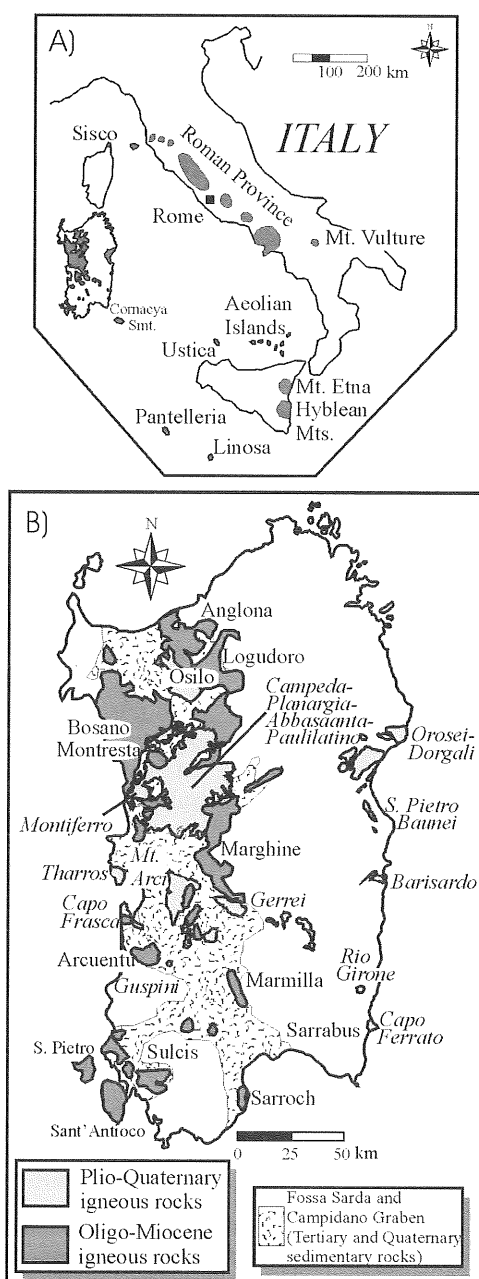 A)
100 200 km
ITALY
Sisco
Roman Province
Rome
Mt. Vulture
Cornacya
Smt.
Aeolian
Islands
Ustica
Mt. Etna
Hyblean
Mts.
Pantelleria
Linosa
B)
N
Anglona
Logudoro
Osilo
Campeda-
Planargia-
Abbasanta-
Paulilatino
Bosano
Montresta
Orosei-
Dorgali
Montiferro
S. Pietro
Baunei
Mt.
Arci
Marghine
Tharros
Barisardo
Capo
Frasca
Gerrei
Arcuentu
Rio
Girone
Guspini
Marmilla
Capo
Ferrato
Sarrabus
S. Pietro
Sulcis
Sarroch
Sant'Antioco
0 25 50 km
Plio-Quaternary
igneous rocks
Oligo-Miocene
igneous rocks
Fossa Sarda and
Campidano Graben
(Tertiary and Quaternary
sedimentary rocks)